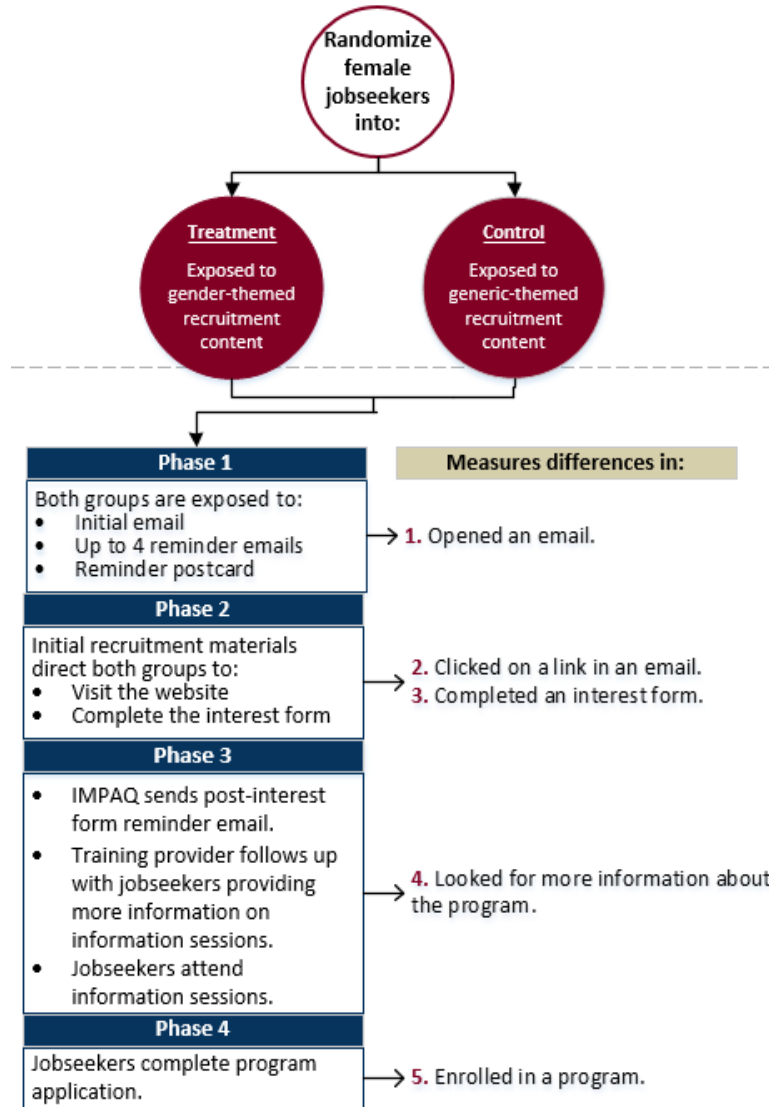 Randomize
female
jobseekers
into:
Treatment
Exposed to
gender-themed
recruitment
content
Control
Exposed to
generic-themed
recruitment
content
Phase 1
Measures differences in:
Both groups are exposed to:
• Initial email
• Up to 4 reminder emails
• Reminder postcard
1. Opened an email.
Phase 2
Initial recruitment materials
direct both groups to:
• Visit the website
• Complete the interest form
2. Clicked on a link in an email.
3. Completed an interest form.
Phase 3
• IMPAQ sends post-interest
form reminder email.
• Training provider follows up
with jobseekers providing
more information on
information sessions.
• Jobseekers attend
information sessions.
4. Looked for more information about
the program.
Phase 4
Jobseekers complete program
application.
5. Enrolled in a program.